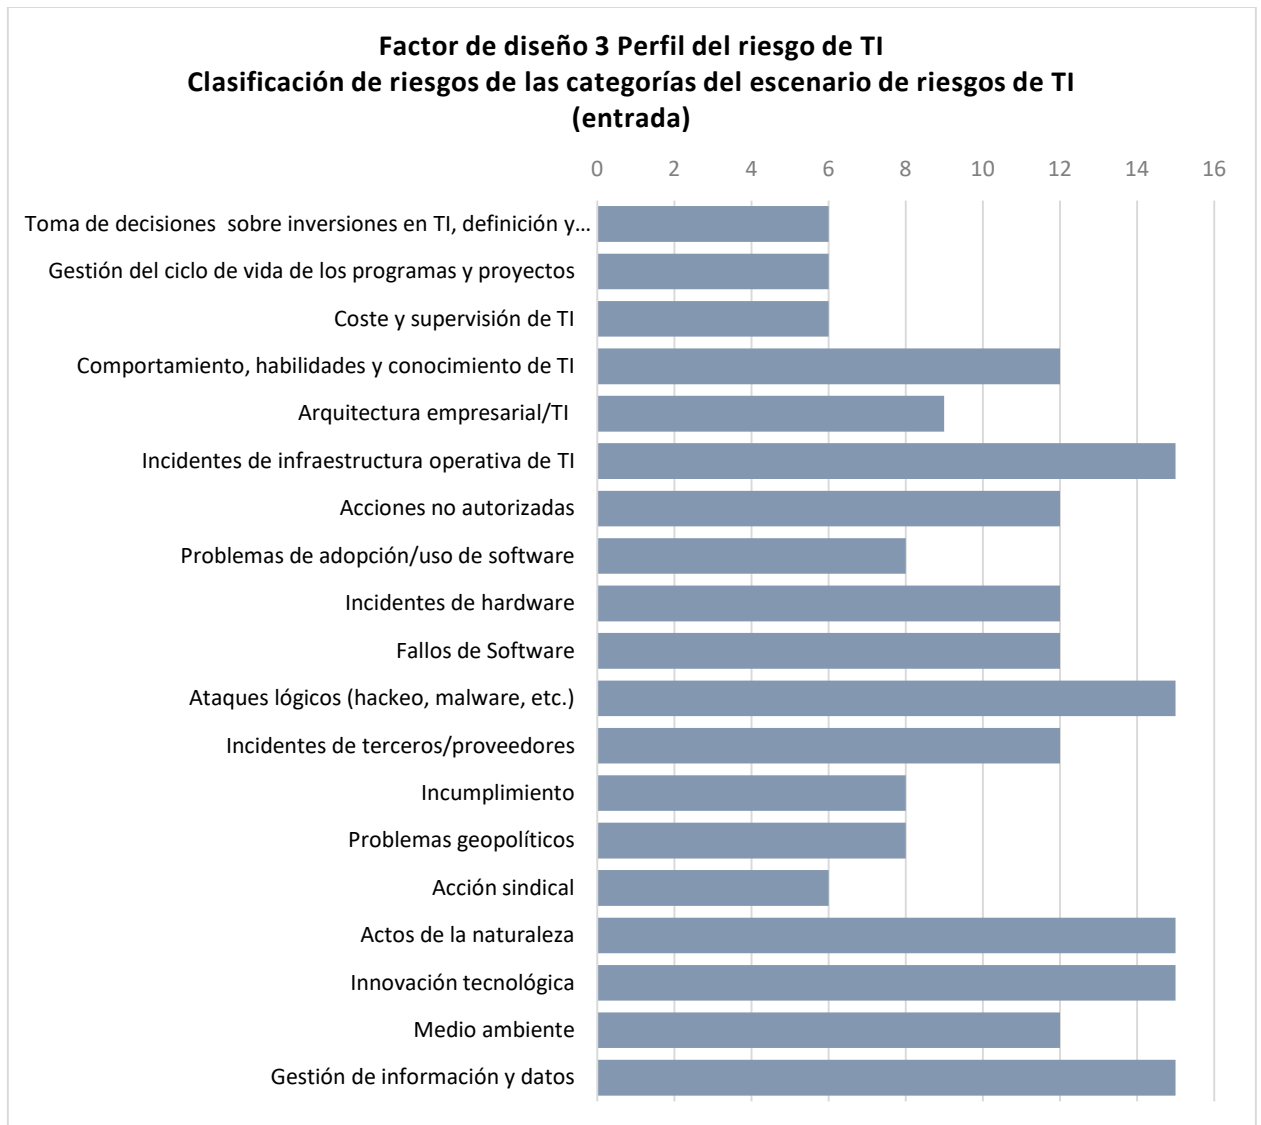 Factor de diseño 3 Perfil del riesgo de TI
Clasificación de riesgos de las categorías del escenario de riesgos de TI
(entrada)
0 2 4 6 8 10 12 14 16
Toma de decisiones  sobre inversiones en TI, definición y...
Gestión del ciclo de vida de los programas y proyectos
Coste y supervisión de TI
Comportamiento, habilidades y conocimiento de TI
Arquitectura empresarial/TI
Incidentes de infraestructura operativa de TI
Acciones no autorizadas
Problemas de adopción/uso de software
Incidentes de hardware
Fallos de Software
Ataques lógicos (hackeo, malware, etc.)
Incidentes de terceros/proveedores
Incumplimiento
Problemas geopolíticos
Acción sindical
Actos de la naturaleza
Innovación tecnológica
Medio ambiente
Gestión de información y datos